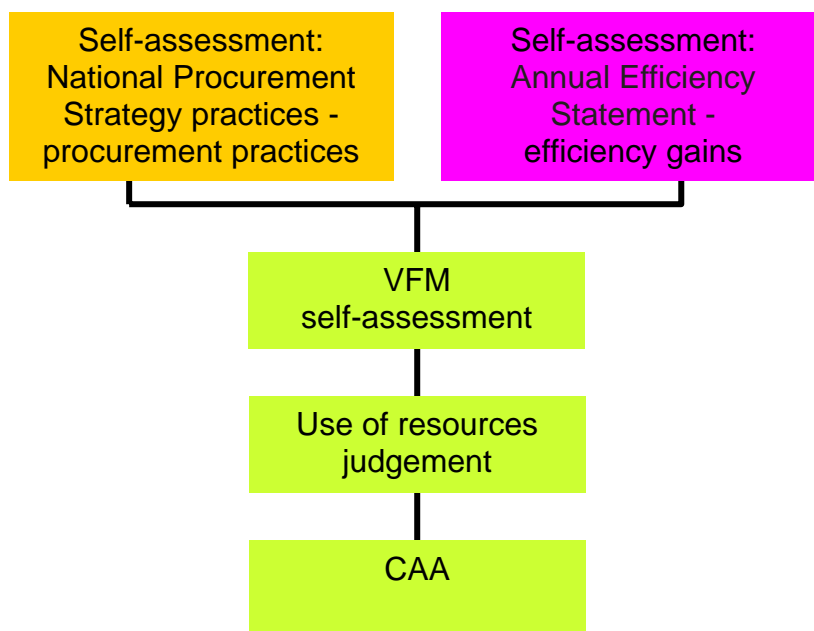 Self-assessment:
National Procurement
Strategy practices -
procurement practices
Self-assessment:
Annual Efficiency
Statement -
efficiency gains
VFM
self-assessment
Use of resources
judgement
CAA